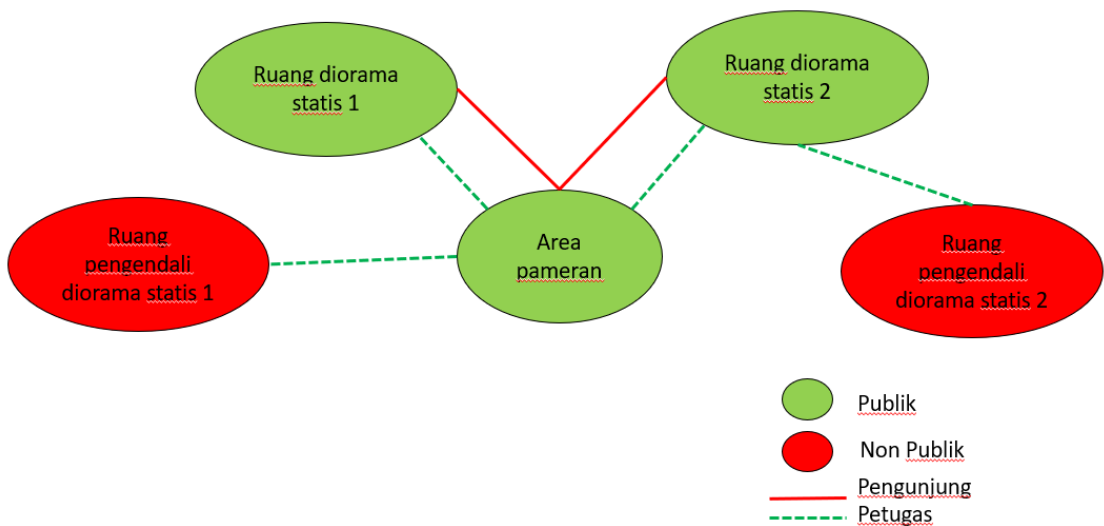 Ruang diorama
statis 1
Ruang diorama
statis 2
Ruang
pengendali
diorama statis 1
Area
pameran
Ruang
pengendali
diorama statis 2
Publik
Non Publik
Pengunjung
Petugas